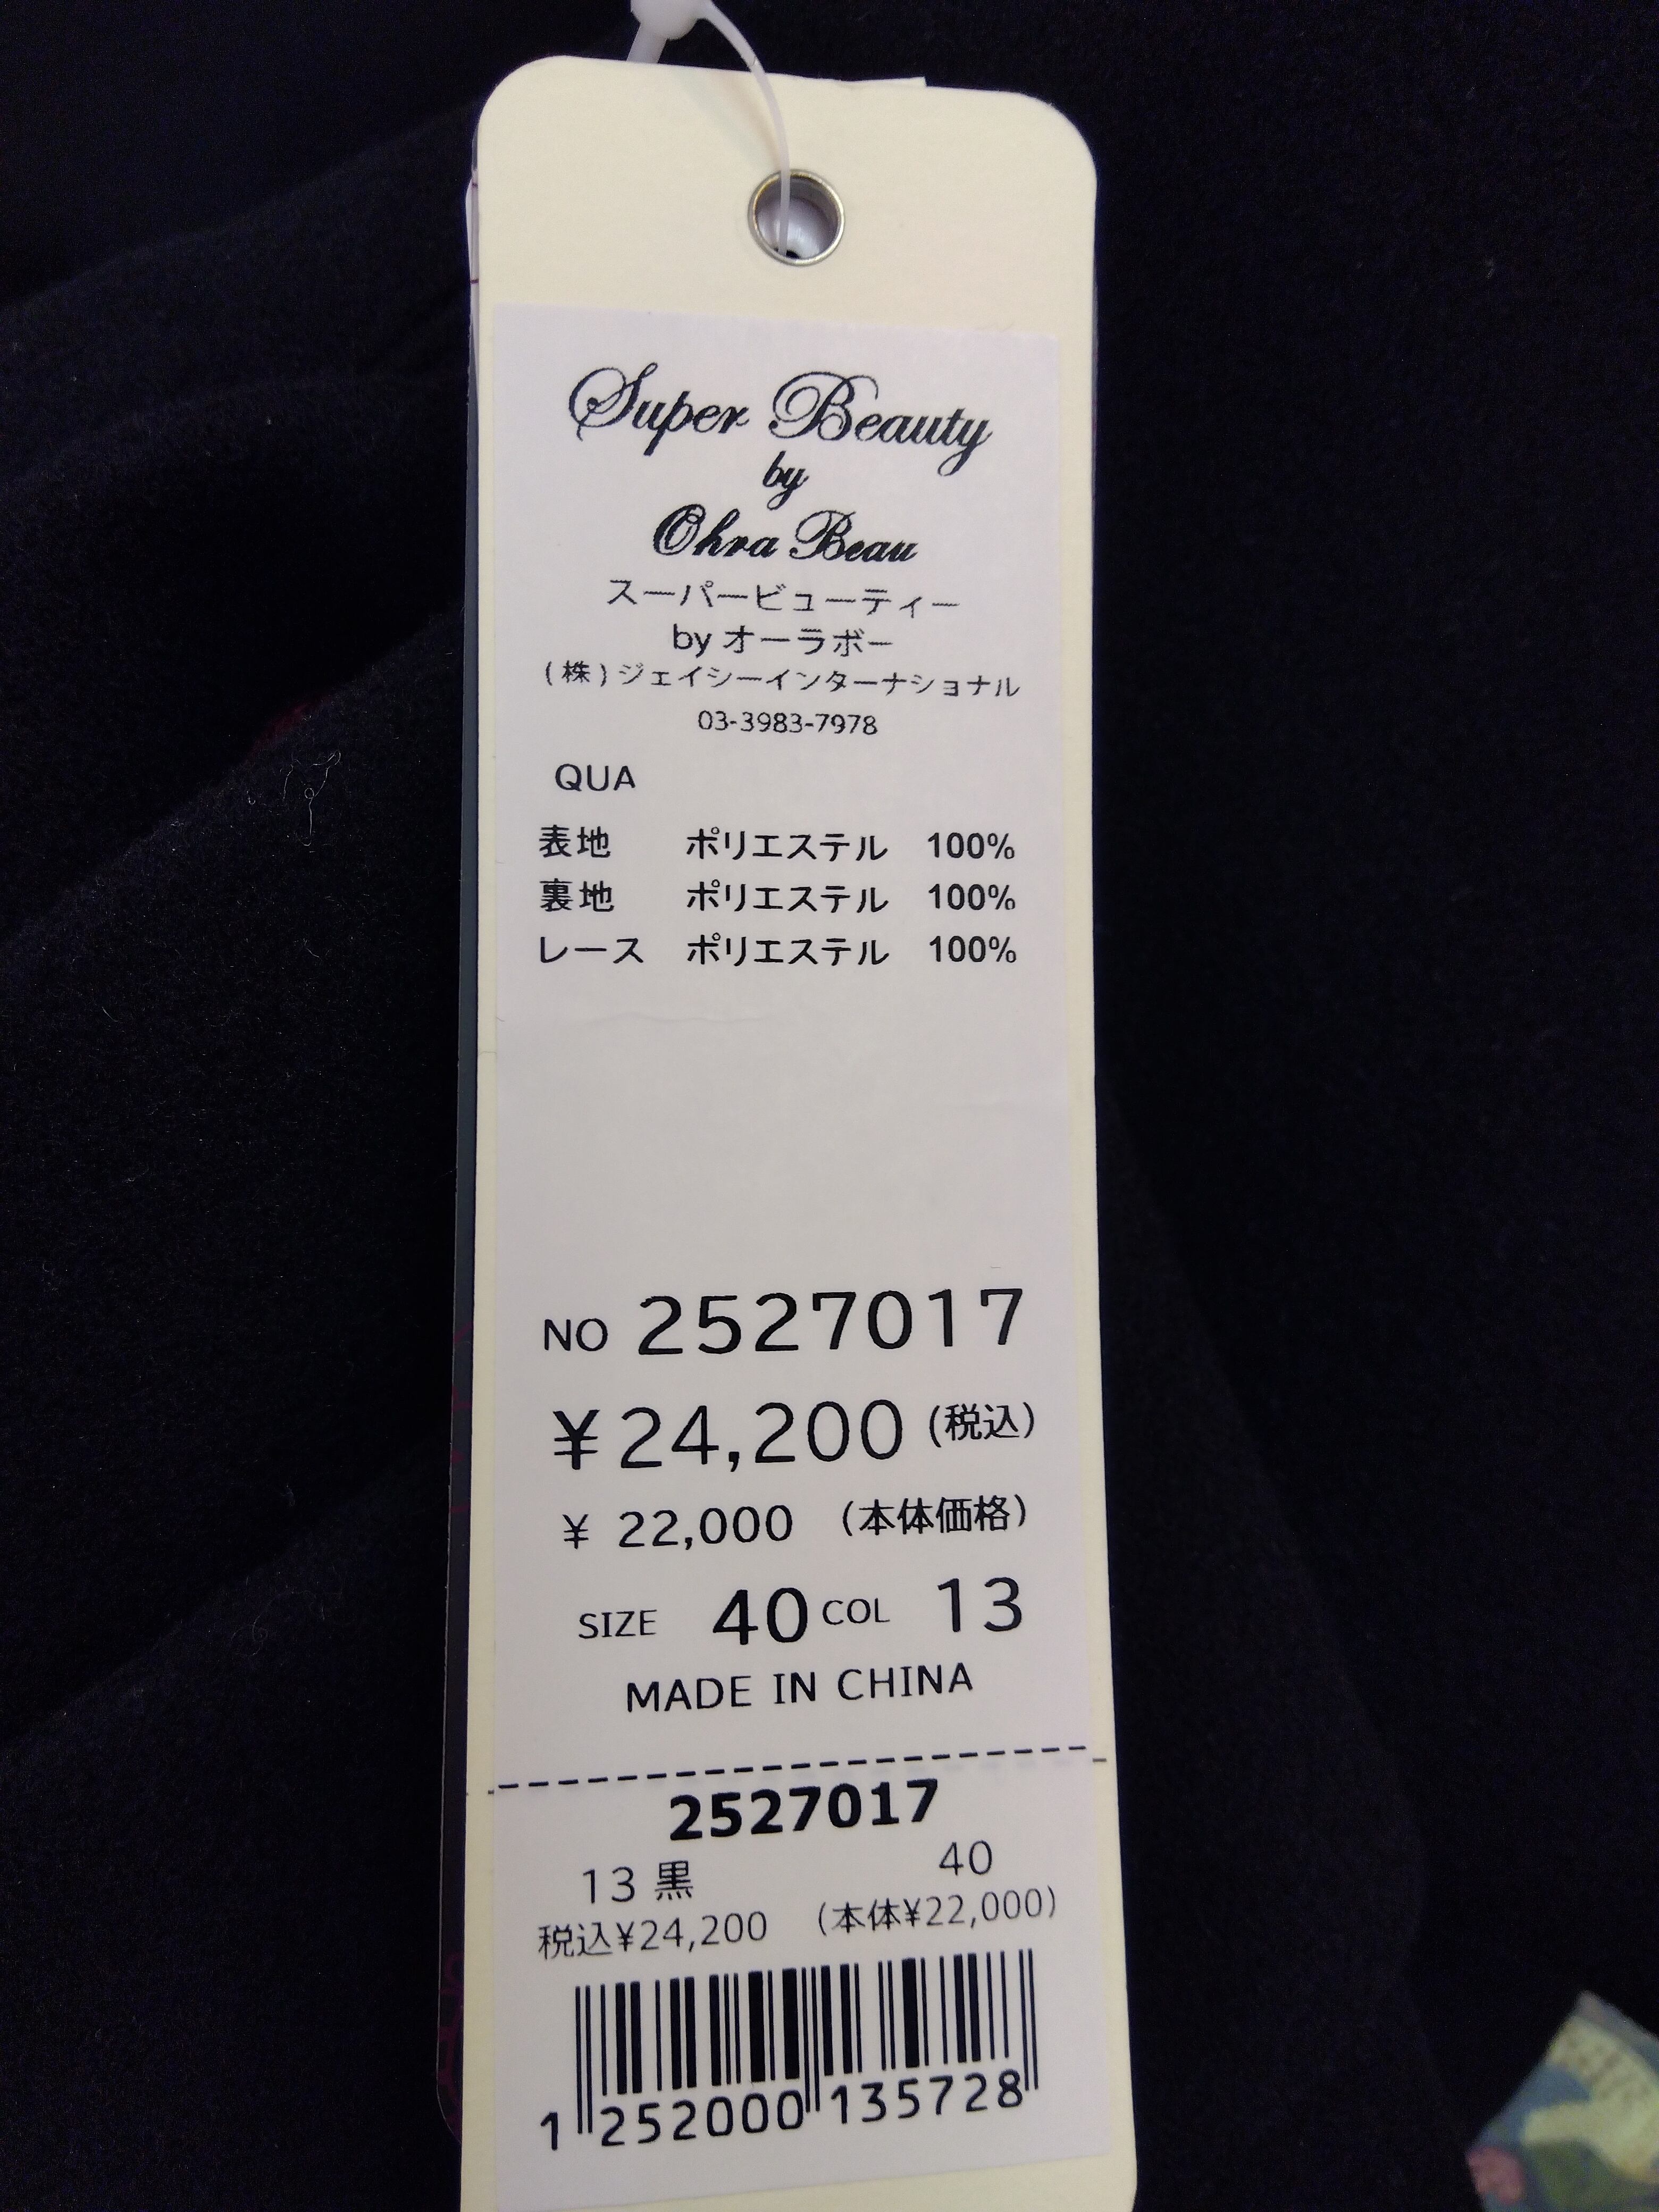 Super Beauty
by
Ohra Beau
スーパービューティー
by オーラボー
(株)ジェイシーインターナショナル
03-3983-7978
QUA
表地 ポリエステル 100%
裏地 ポリエステル 100%
レース ポリエステル 100%
NO 2527017
¥24,200 (税込)
¥ 22,000 (本体価格)
SIZE 40 COL 13
MADE IN CHINA
2527017
13 黒 40
税込¥24,200 (本体¥22,000)
1 252000 135728